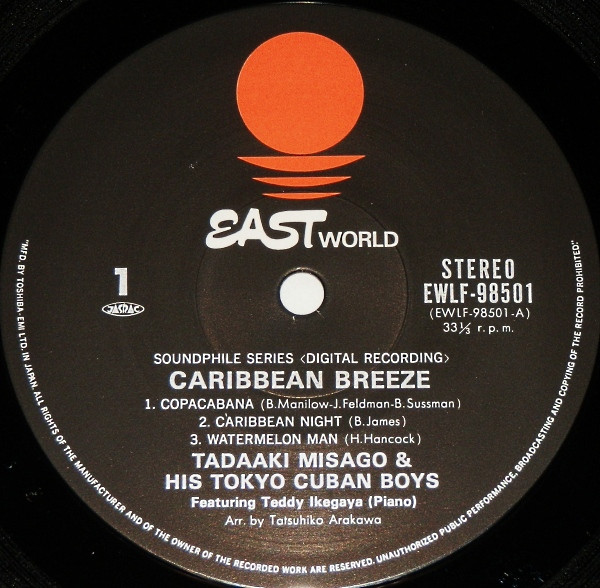 EAST WORLD
1
JASRAC
STEREO
EWLF-98501
(EWLF-98501-A)
33⅓ r.p.m.
SOUNDPHILE SERIES <DIGITAL RECORDING>
CARIBBEAN BREEZE
1. COPACABANA (B.Manilow-J.Feldman-B.Sussman)
2. CARIBBEAN NIGHT (B.James)
3. WATERMELON MAN (H.Hancock)
TADAAKI MISAGO &
HIS TOKYO CUBAN BOYS
Featuring Teddy Ikegaya (Piano)
Arr. by Tatsuhiko Arakawa
"MFD. BY TOSHIBA-EMI LTD. IN JAPAN. ALL RIGHTS OF THE MANUFACTURER AND OF THE OWNER OF THE RECORDED WORK ARE RESERVED. UNAUTHORIZED PUBLIC PERFORMANCE, BROADCASTING AND COPYING OF THE RECORD PROHIBITED."